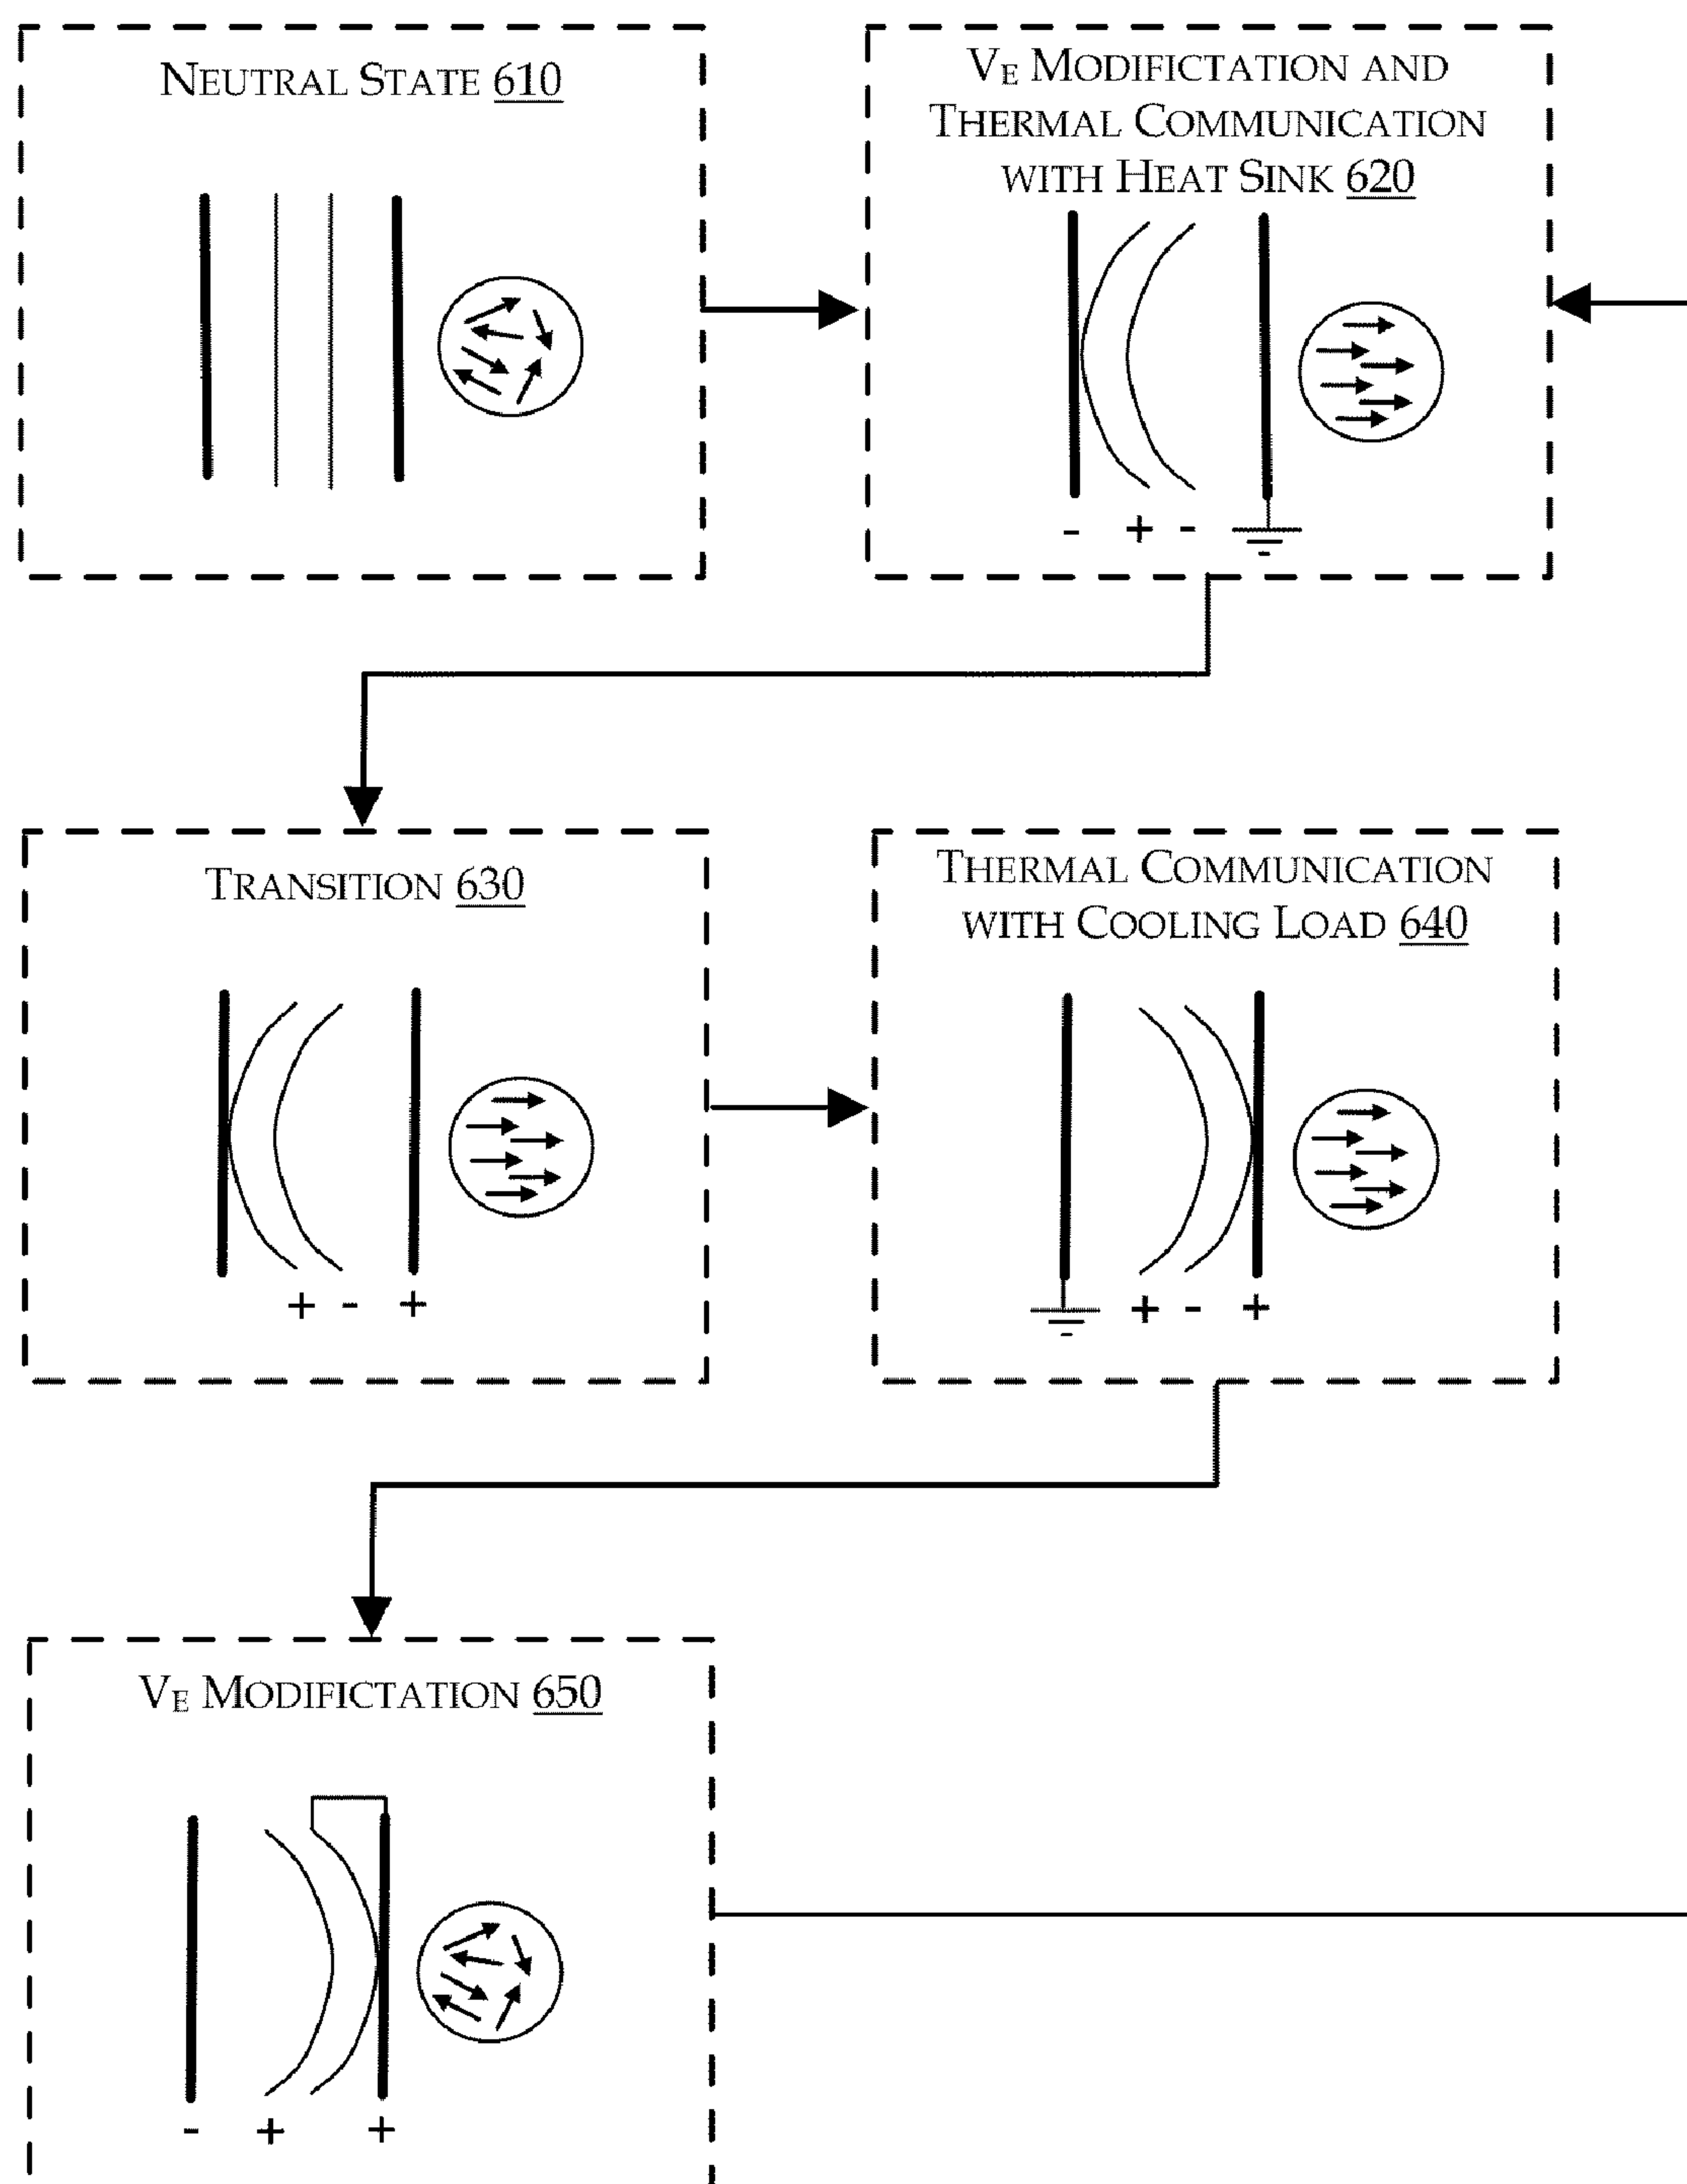 NEUTRAL STATE 610
VE MODIFICTATION AND
THERMAL COMMUNICATION
WITH HEAT SINK 620
- + -
TRANSITION 630
+ - +
THERMAL COMMUNICATION
WITH COOLING LOAD 640
+ - +
VE MODIFICTATION 650
- + +